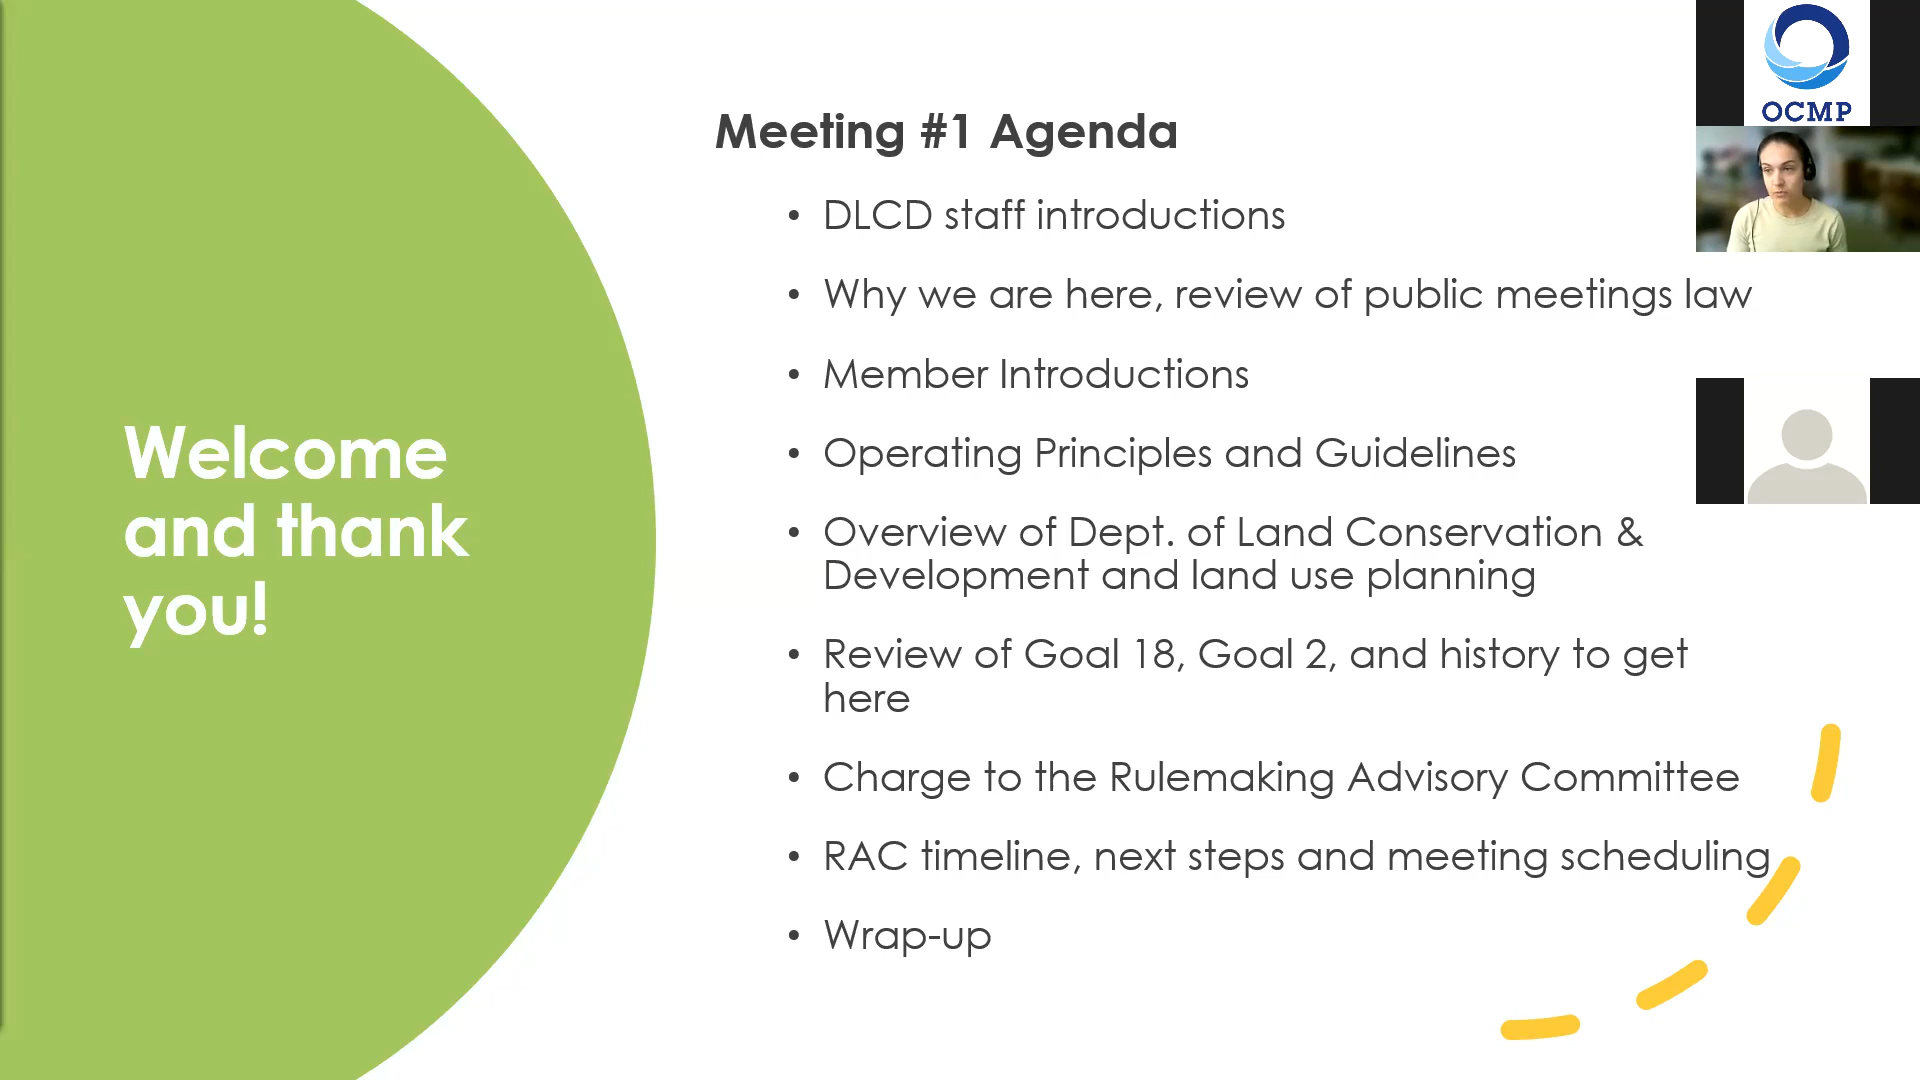 Welcome
and thank
you!
Meeting #1 Agenda
• DLCD staff introductions
• Why we are here, review of public meetings law
• Member Introductions
• Operating Principles and Guidelines
• Overview of Dept. of Land Conservation &
Development and land use planning
• Review of Goal 18, Goal 2, and history to get
here
• Charge to the Rulemaking Advisory Committee
• RAC timeline, next steps and meeting scheduling
• Wrap-up
OCMP